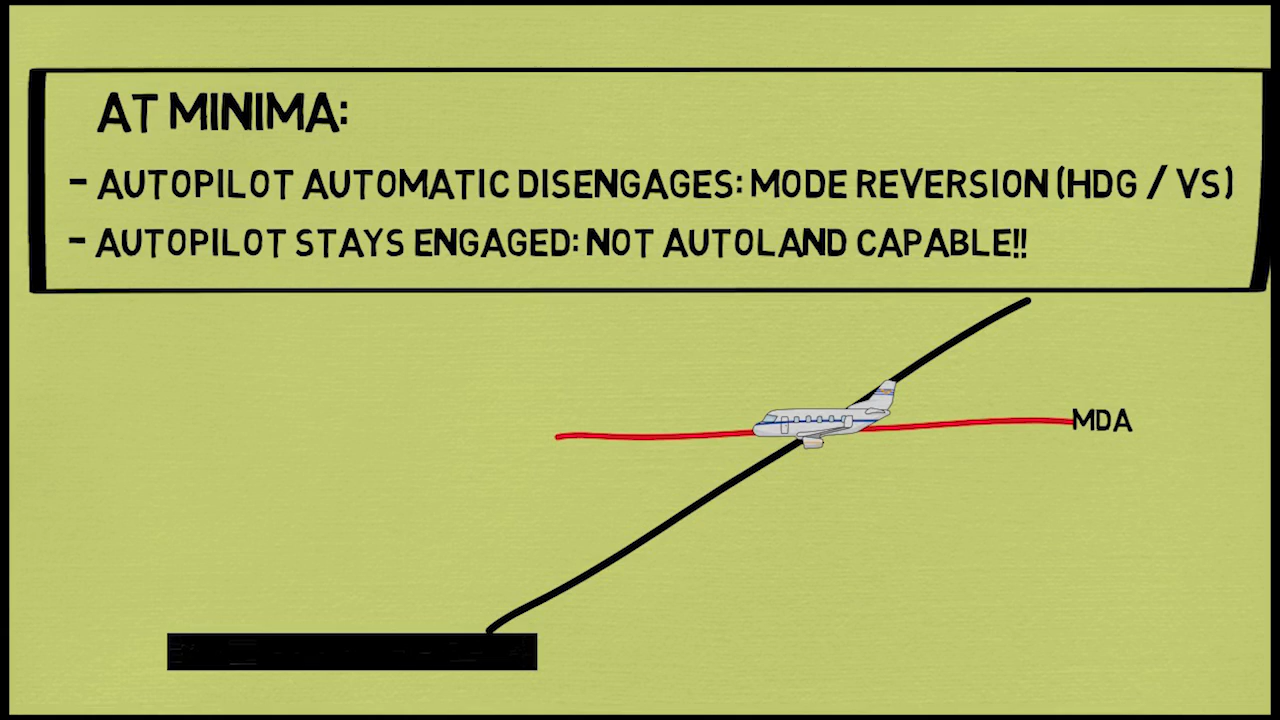 AT MINIMA:
- AUTOPILOT AUTOMATIC DISENGAGES: MODE REVERSION (HDG / VS)
- AUTOPILOT STAYS ENGAGED: NOT AUTOLAND CAPABLE!!
MDA